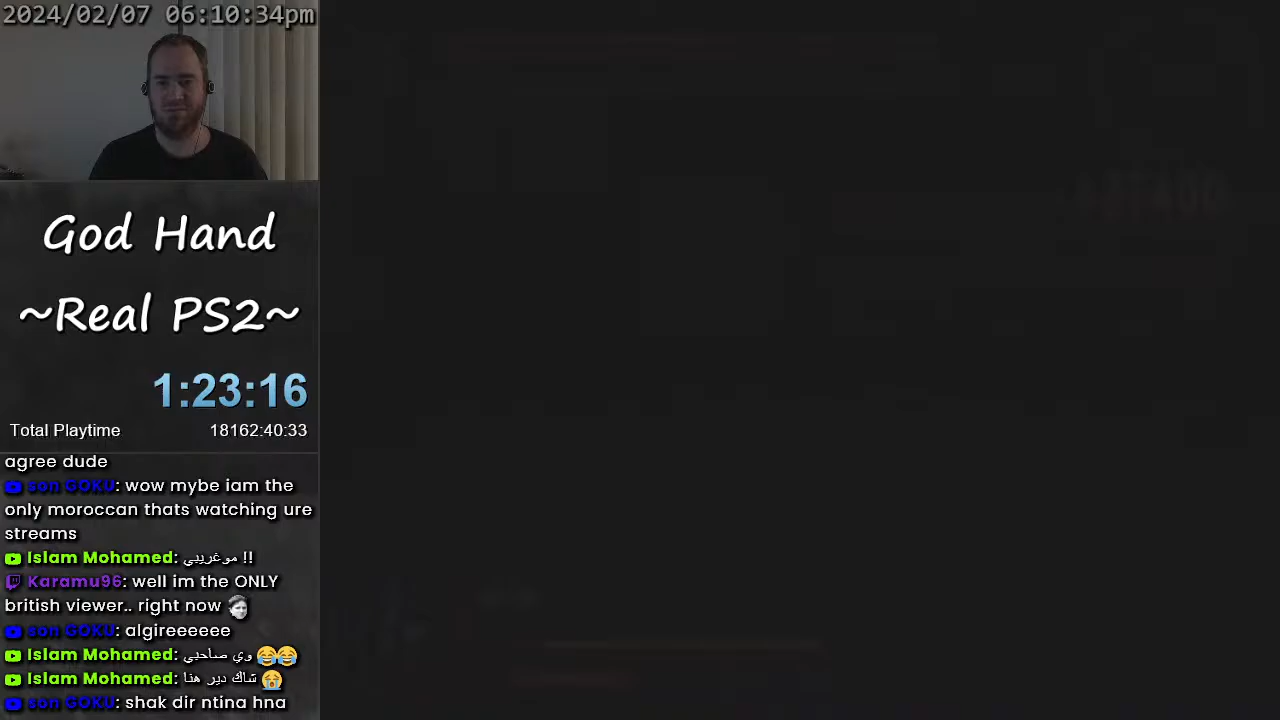 2024/02/07 06:10:34pm
God Hand
~Real PS2~
1:23:16
Total Playtime 18162:40:33
agree dude
son GOKU: wow mybe iam the
only moroccan thats watching ure
streams
Islam Mohamed: موغريبي !!
Karamu96: well im the ONLY
british viewer.. right now
son GOKU: algireeeeee
Islam Mohamed: وي صاحبي 😂😂
Islam Mohamed: شاك دير هنا 😭
son GOKU: shak dir ntina hna